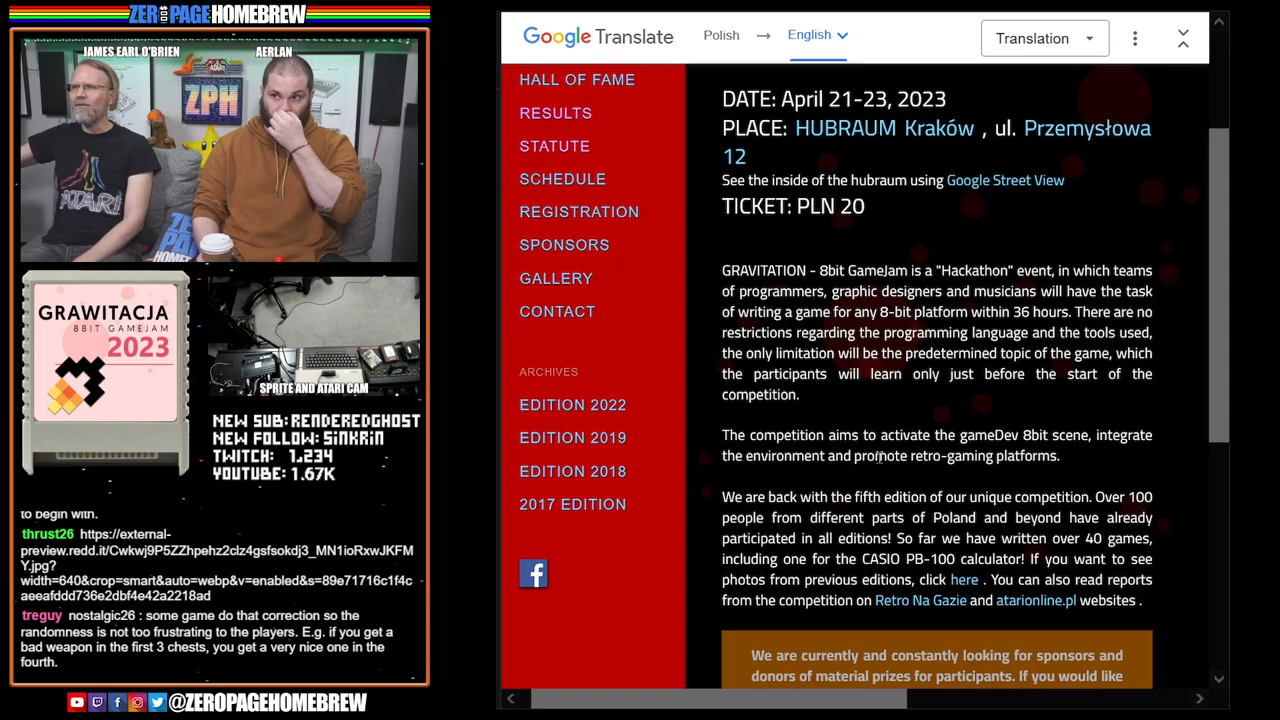 ZERO PAGE HOMEBREW
JAMES EARL O'BRIEN
AERLAN
ATARI
ZPH
ATARI
ZERO
PAGE
HOMEBREW
GRAWITACJA
8BIT GAMEJAM
2023
SPRITE AND ATARI CAM
NEW SUB: RENDEREDGHOST
NEW FOLLOW: SINKRIN
TWITCH: 1,234
YOUTUBE: 1.67K
to begin with.
thrust26 https://external-
preview.redd.it/Cwkwj9P5ZZhpehz2clz4gsfsokdj3_MN1ioRxwJKFM
Y.jpg?
width=640&crop=smart&auto=webp&v=enabled&s=89e71716c1f4c
aeeafddd736e2dbf4e42a2218ad
treguy nostalgic26 : some game do that correction so the
randomness is not too frustrating to the players. E.g. if you get a
bad weapon in the first 3 chests, you get a very nice one in the
fourth.
@ZEROPAGEHOMEBREW
Google Translate
Polish
English
Translation
HALL OF FAME
RESULTS
STATUTE
SCHEDULE
REGISTRATION
SPONSORS
GALLERY
CONTACT
ARCHIVES
EDITION 2022
EDITION 2019
EDITION 2018
2017 EDITION
DATE: April 21-23, 2023
PLACE: HUBRAUM Kraków , ul. Przemysłowa
12
See the inside of the hubraum using Google Street View
TICKET: PLN 20
GRAVITATION - 8bit GameJam is a "Hackathon" event, in which teams
of programmers, graphic designers and musicians will have the task
of writing a game for any 8-bit platform within 36 hours. There are no
restrictions regarding the programming language and the tools used,
the only limitation will be the predetermined topic of the game, which
the participants will learn only just before the start of the
competition.
The competition aims to activate the gameDev 8bit scene, integrate
the environment and promote retro-gaming platforms.
We are back with the fifth edition of our unique competition. Over 100
people from different parts of Poland and beyond have already
participated in all editions! So far we have written over 40 games,
including one for the CASIO PB-100 calculator! If you want to see
photos from previous editions, click here . You can also read reports
from the competition on Retro Na Gazie and atarionline.pl websites .
We are currently and constantly looking for sponsors and
donors of material prizes for participants. If you would like